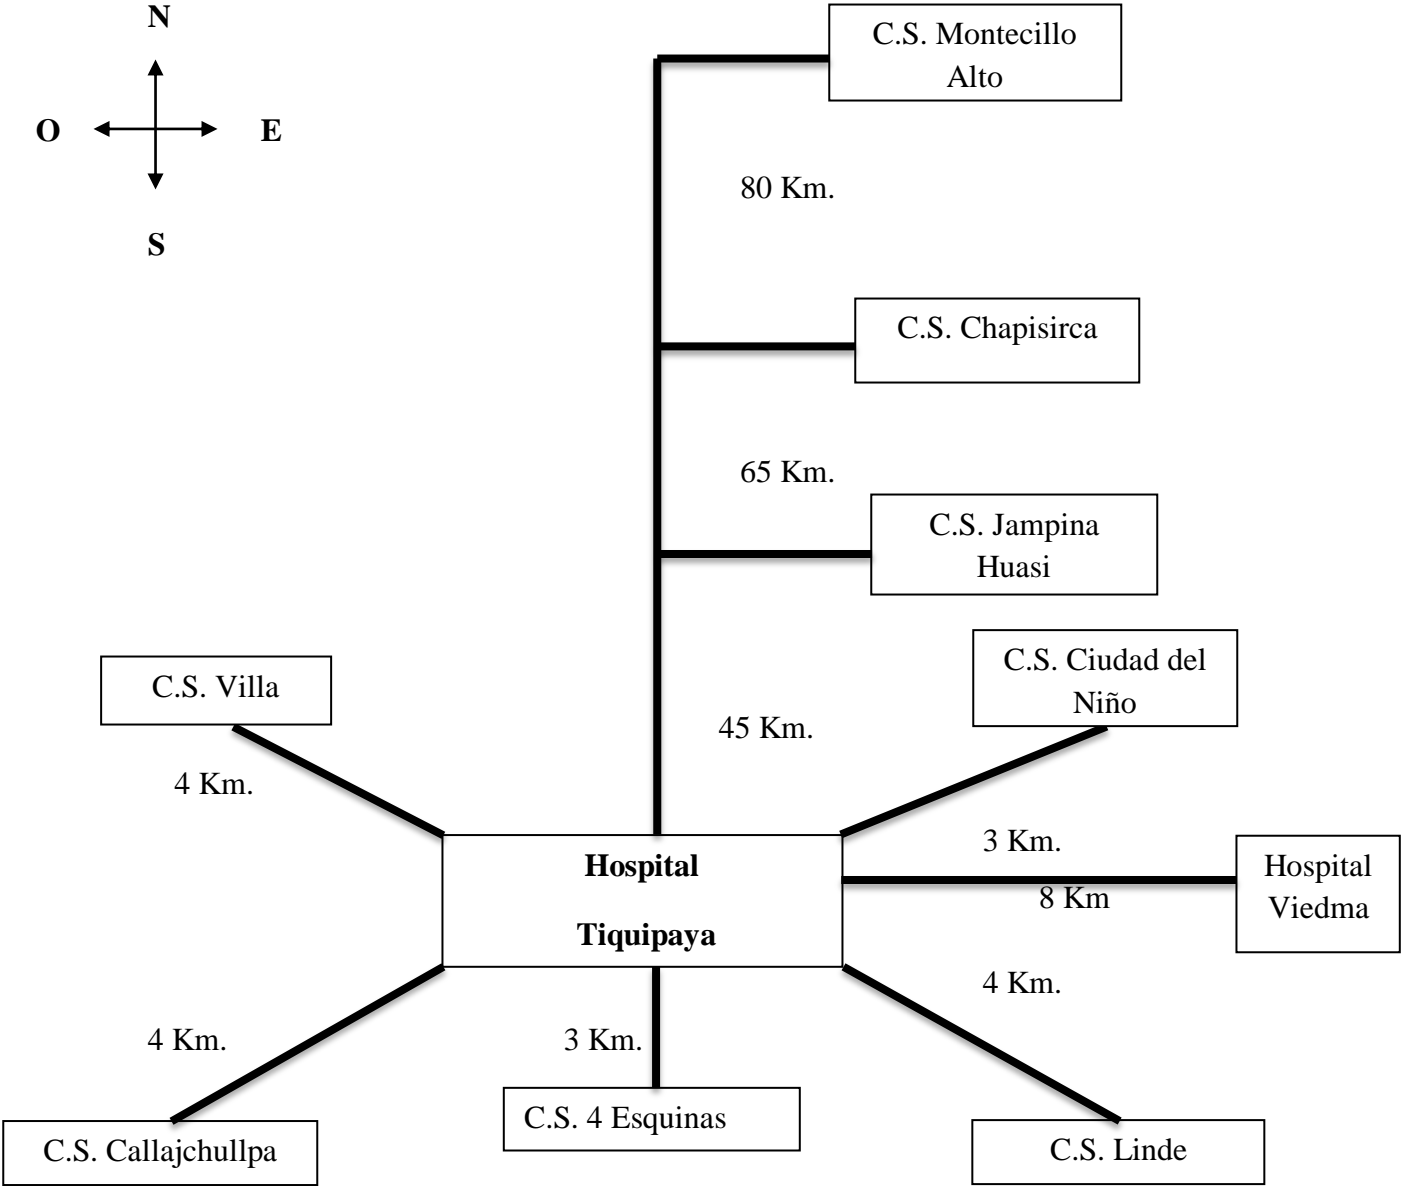 N
C.S. Montecillo
Alto
O
E
80 Km.
S
C.S. Chapisirca
65 Km.
C.S. Jampina
Huasi
C.S. Ciudad del
Niño
C.S. Villa
45 Km.
4 Km.
3 Km.
Hospital
Tiquipaya
Hospital
Viedma
8 Km
4 Km.
4 Km.
3 Km.
C.S. 4 Esquinas
C.S. Callajchullpa
C.S. Linde